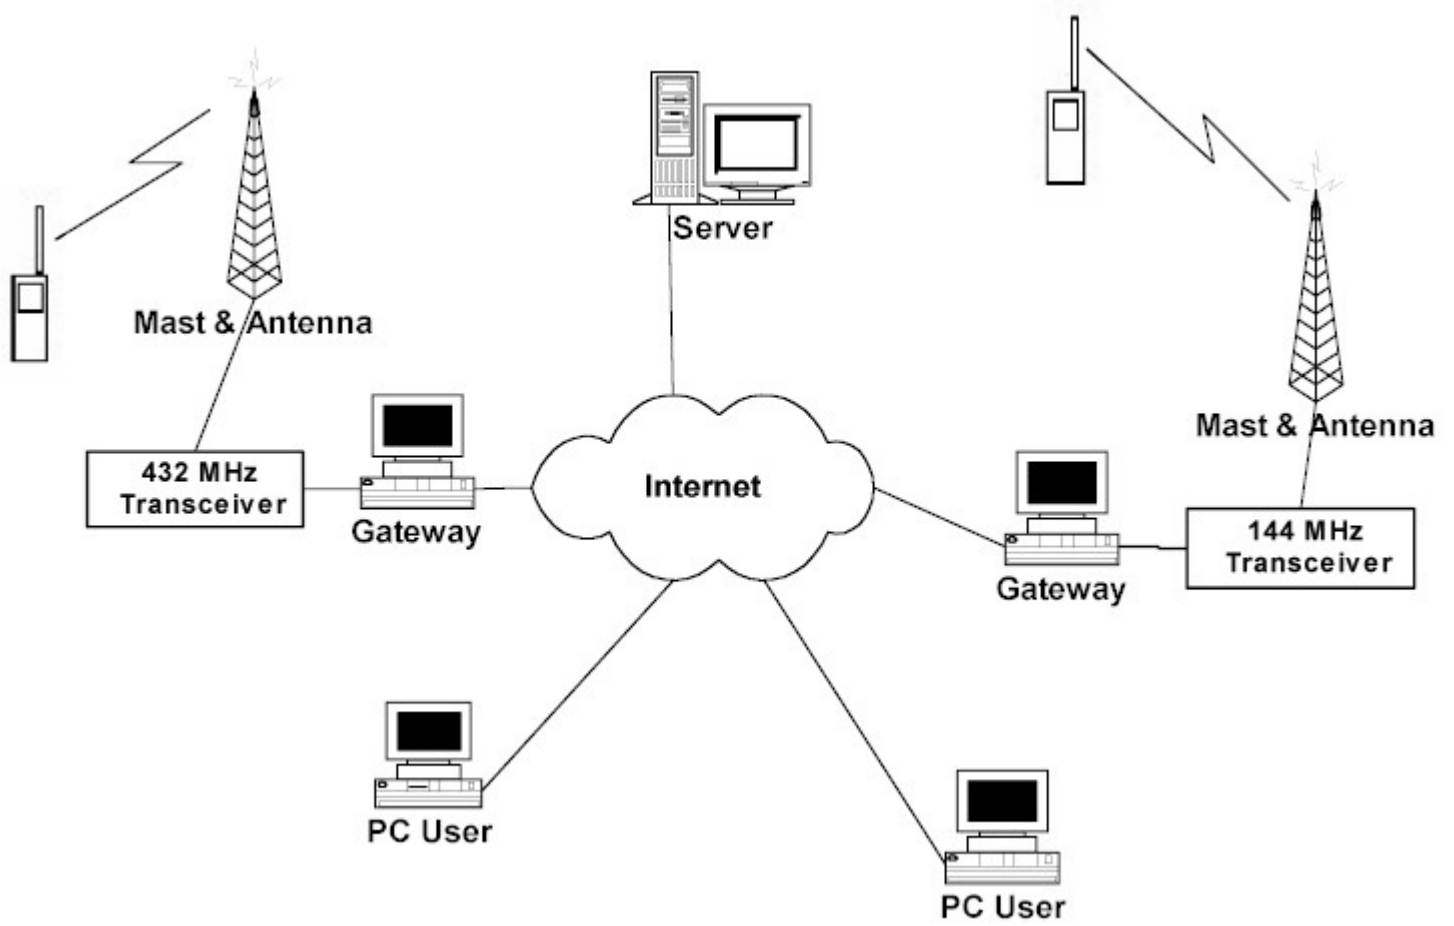 Server
Mast & Antenna
Mast & Antenna
432 MHz
Transceiver
Gateway
Internet
Gateway
144 MHz
Transceiver
PC User
PC User